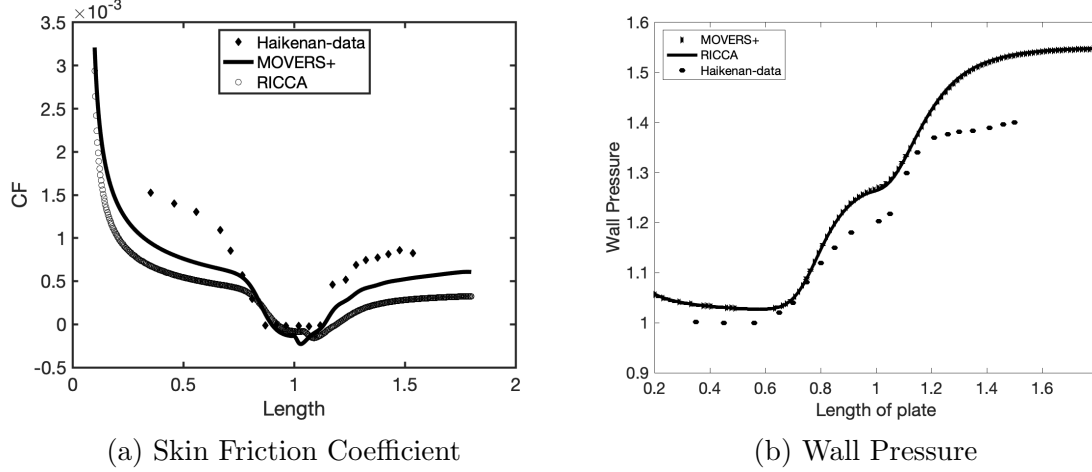 ×10⁻³
3.5
3
2.5
2
1.5
1
0.5
0
-0.5
CF
Haikenan-data
MOVERS+
RICCA
0 0.5 1 1.5 2
Length
(a) Skin Friction Coefficient
1.6
1.5
1.4
1.3
1.2
1.1
1
0.9
Wall Pressure
MOVERS+
RICCA
Haikenan-data
0.2 0.4 0.6 0.8 1 1.2 1.4 1.6
Length of plate
(b) Wall Pressure